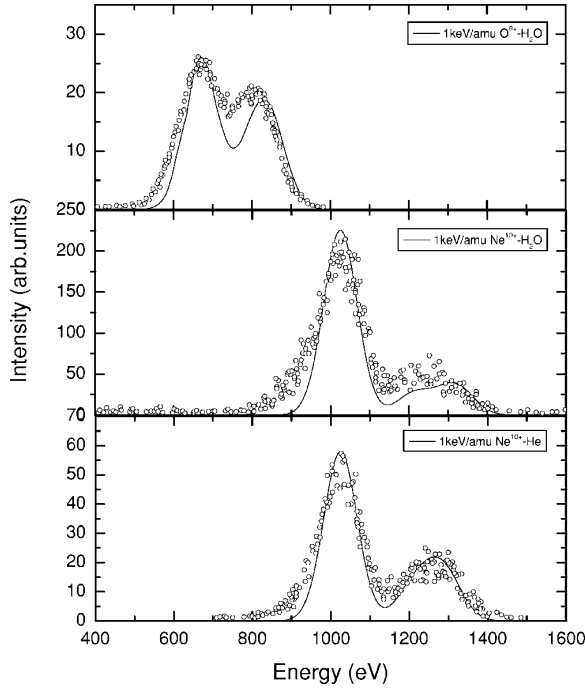 30
1keV/amu O⁸⁺-H₂O
20
10
250
1keV/amu Ne¹⁰⁺-H₂O
200
150
100
50
70
1keV/amu Ne¹⁰⁺-He
60
50
40
30
20
10
0
Intensity (arb.units)
400 600 800 1000 1200 1400 1600
Energy (eV)